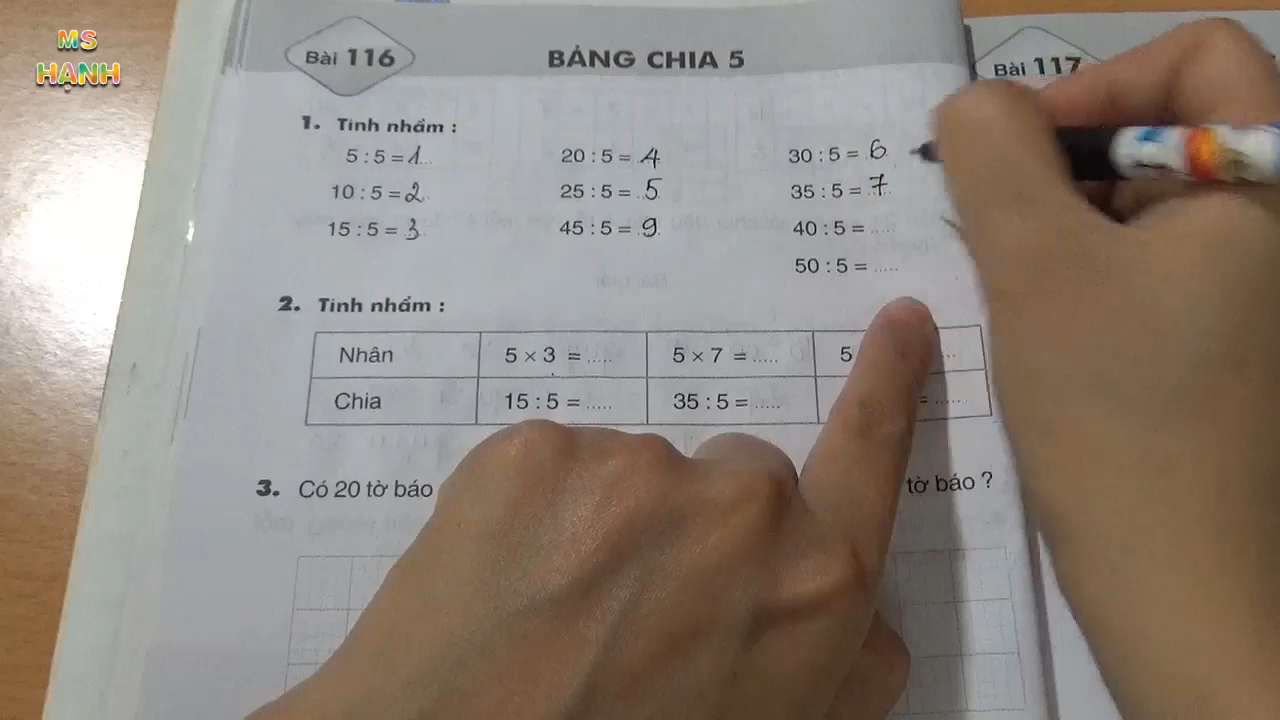 MS
HẠNH
Bài 116
BẢNG CHIA 5
Bài 117
1. Tính nhẩm :
5 : 5 = 1
20 : 5 = 4
30 : 5 = 6
10 : 5 = 2
25 : 5 = 5
35 : 5 = 7
15 : 5 = 3
45 : 5 = 9
40 : 5 = .....
50 : 5 = .....
2. Tính nhẩm :
Nhân 5 × 3 = ..... 5 × 7 = ..... 5
Chia 15 : 5 = ..... 35 : 5 = ..... = .....
3. Có 20 tờ báo tờ báo ?